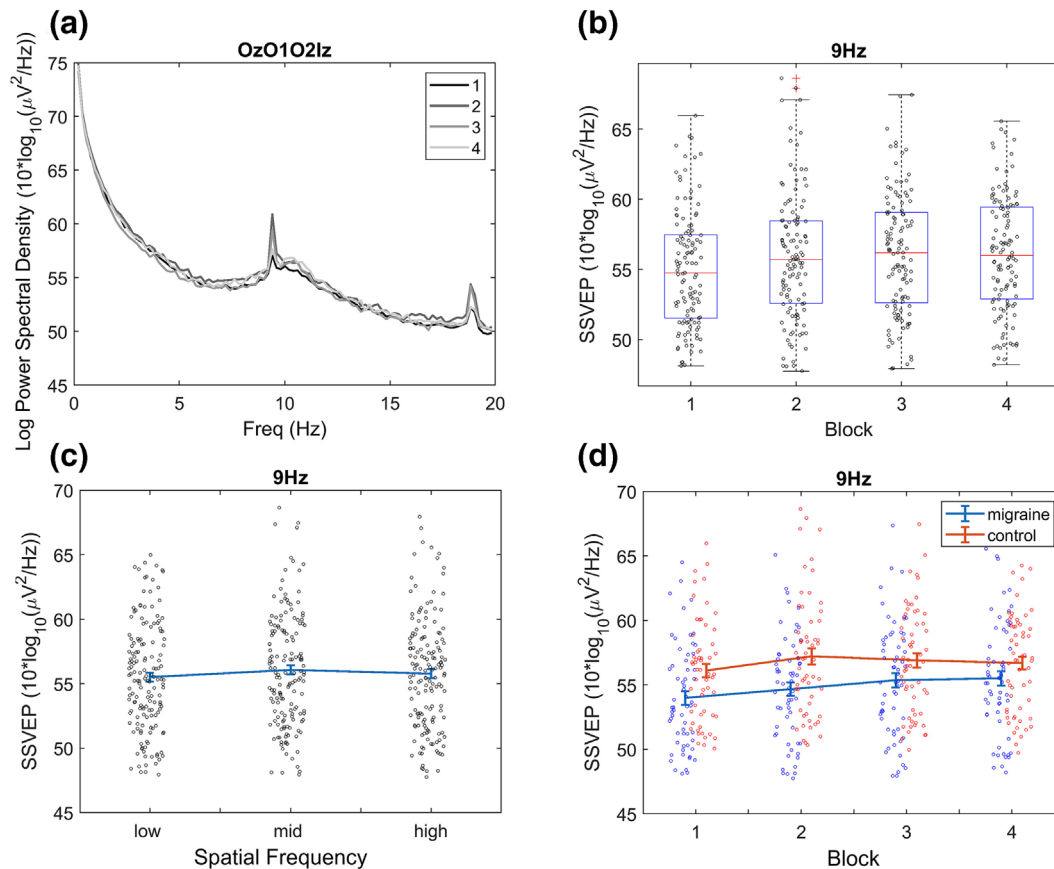 (a)
OzO1O2Iz
Log Power Spectral Density (10*log10(μV²/Hz))
75
70
65
60
55
50
45
1
2
3
4
0 5 10 15 20
Freq (Hz)
(b)
9Hz
SSVEP (10*log10(μV²/Hz))
65
60
55
50
1 2 3 4
Block
(c)
9Hz
SSVEP (10*log10(μV²/Hz))
70
65
60
55
50
45
low mid high
Spatial Frequency
(d)
9Hz
SSVEP (10*log10(μV²/Hz))
70
65
60
55
50
45
migraine
control
1 2 3 4
Block